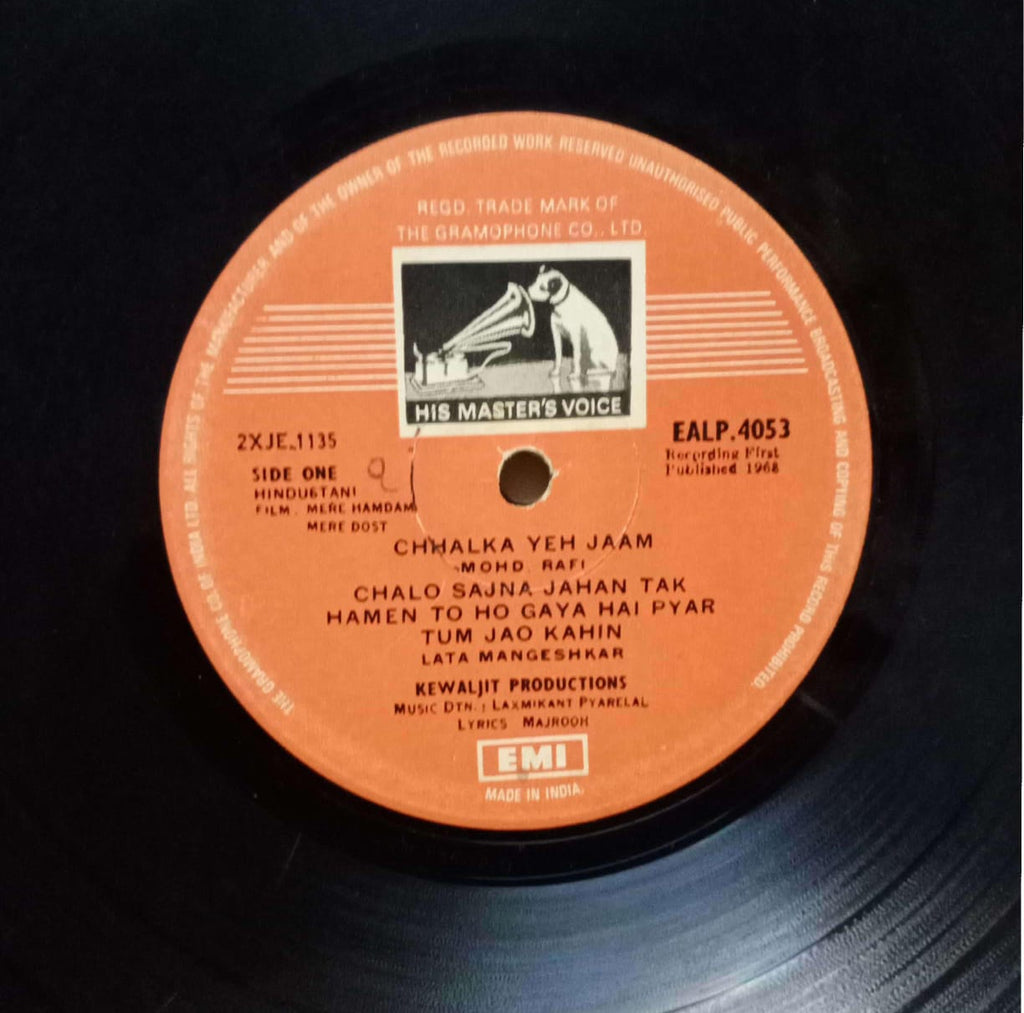 THE GRAMOPHONE CO. OF INDIA LTD. ALL RIGHTS OF THE MANUFACTURER AND OF THE OWNER OF THE RECORDED WORK RESERVED UNAUTHORISED PUBLIC PERFORMANCE BROADCASTING AND COPYING OF THIS RECORD PROHIBITED.
REGD. TRADE MARK OF
THE GRAMOPHONE CO., LTD.
HIS MASTER'S VOICE
2XJE.1135
EALP.4053
Recording First
Published 1968
SIDE ONE
HINDUSTANI
FILM. MERE HAMDAM
MERE DOST
CHHALKA YEH JAAM
MOHD. RAFI
CHALO SAJNA JAHAN TAK
HAMEN TO HO GAYA HAI PYAR
TUM JAO KAHIN
LATA MANGESHKAR
KEWALJIT PRODUCTIONS
MUSIC DTN. : LAXMIKANT PYARELAL
LYRICS MAJROOH
EMI
MADE IN INDIA.